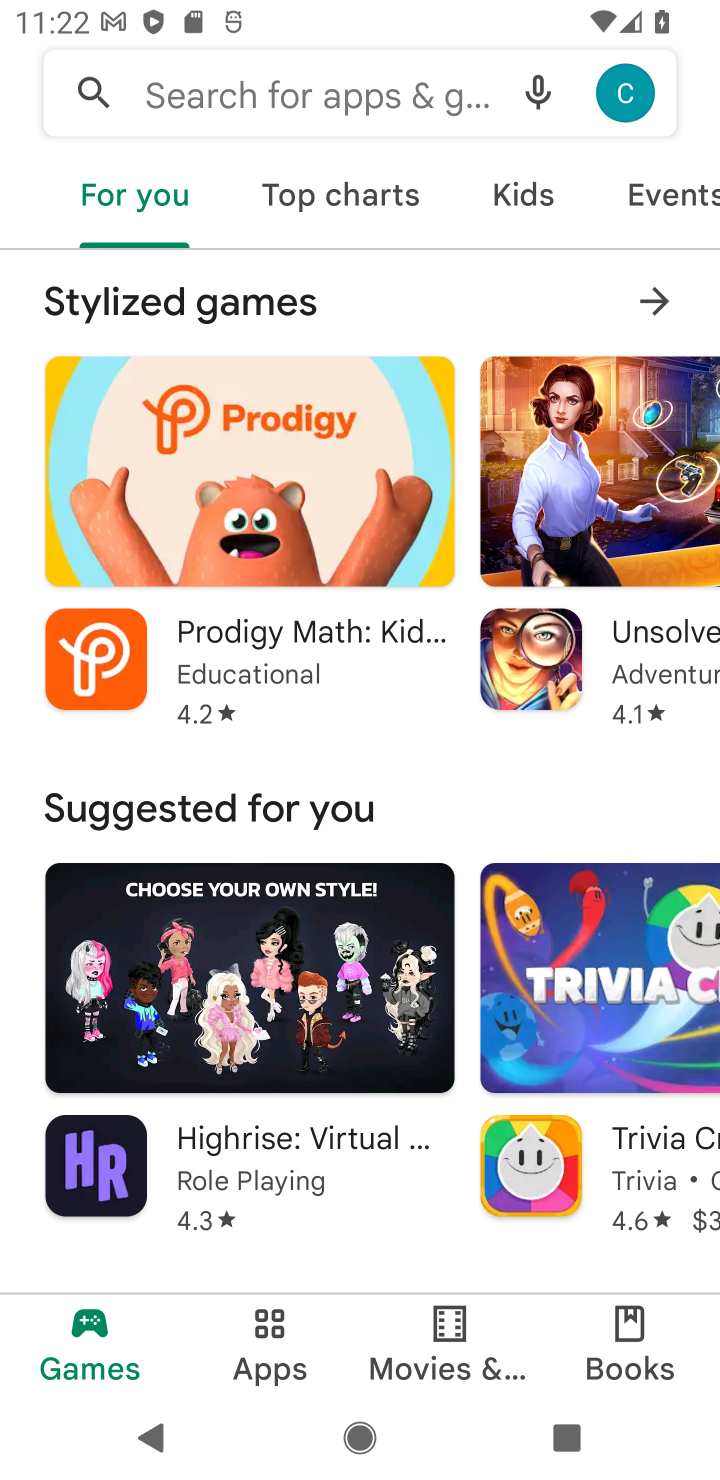 11:22
Search for apps & g...
C
For you
Top charts
Kids
Events
Stylized games
Prodigy
Prodigy Math: Kid...
Educational
4.2★
Unsolve
Adventur
4.1★
Suggested for you
CHOOSE YOUR OWN STYLE!
TRIVIA C
HR
Highrise: Virtual ...
Role Playing
4.3★
Trivia Cr
Trivia •
4.6★ $3
Games
Apps
Movies &...
Books